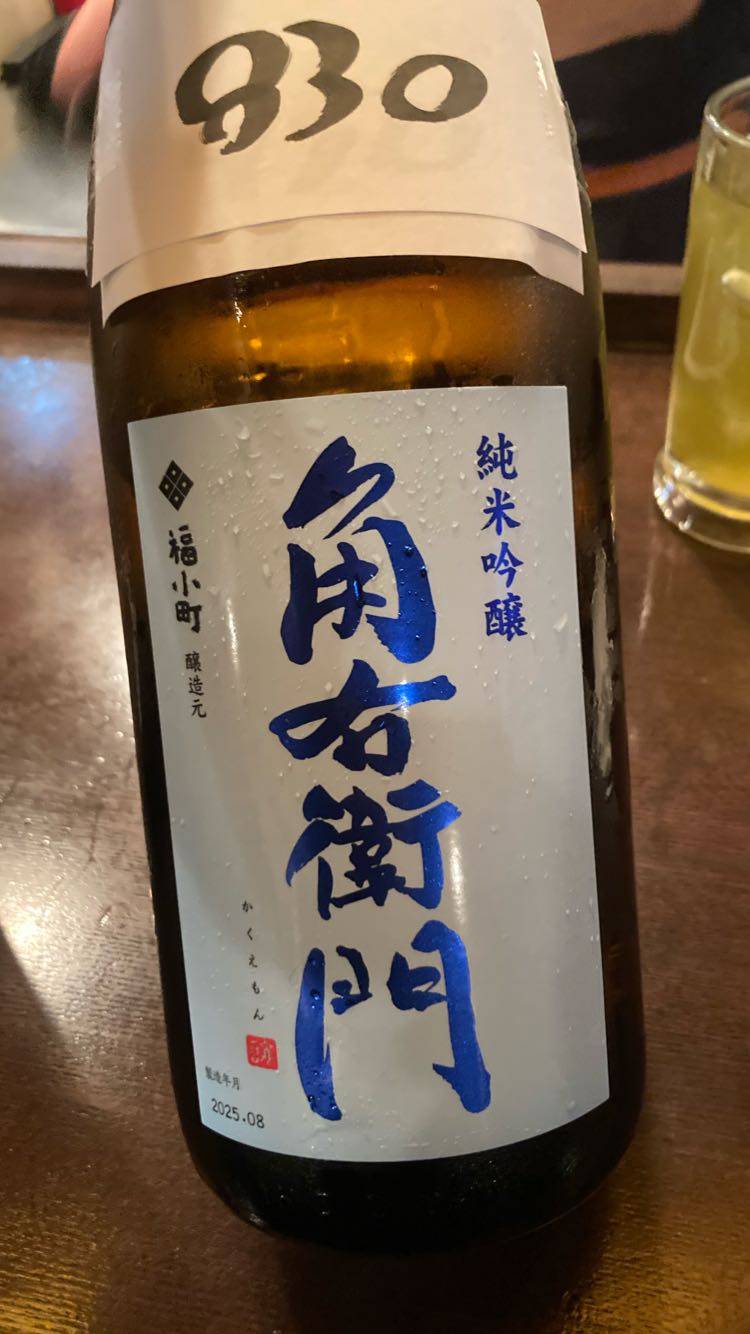 830
純米吟醸
角右衛門
かくえもん
福小町 醸造元
製造年月
2025.08